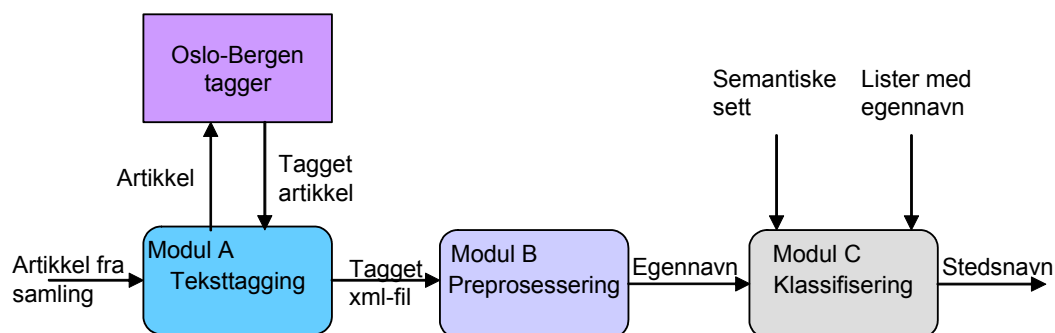 Oslo-Bergen
tagger
Semantiske
sett
Lister med
egennavn
Artikkel
Tagget
artikkel
Artikkel fra
samling
Modul A
Teksttagging
Tagget
xml-fil
Modul B
Preprosessering
Egennavn
Modul C
Klassifisering
Stedsnavn